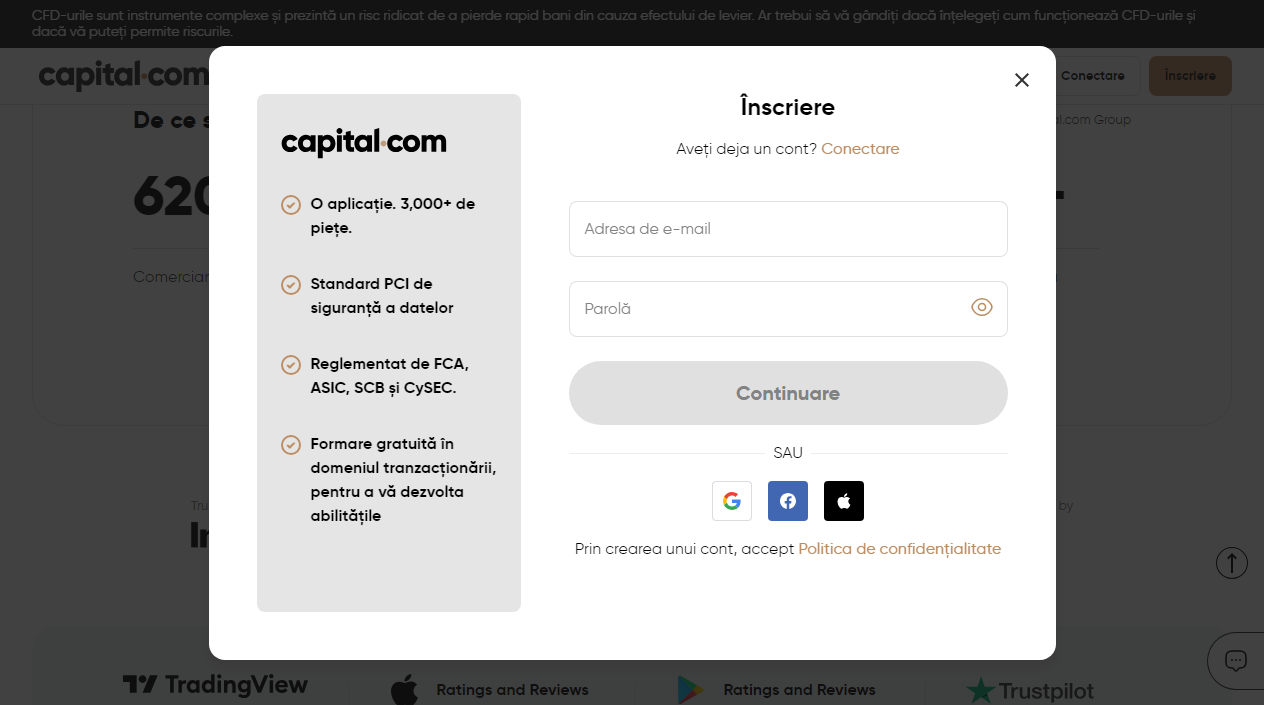 CFD-urile sunt instrumente complexe și prezintă un risc ridicat de a pierde rapid bani din cauza efectului de levier. Ar trebui să vă gândiți dacă înțelegeți cum funcționează CFD-urile și
dacă vă puteți permite riscurile.
capital.com
Conectare
Înscriere
De ce
al.com Group
620
Comercian
capital.com
O aplicație. 3,000+ de
piețe.
Standard PCI de
siguranță a datelor
Reglementat de FCA,
ASIC, SCB și CySEC.
Formare gratuită în
domeniul tranzacționării,
pentru a vă dezvolta
abilitățile
Înscriere
Aveți deja un cont? Conectare
Adresa de e-mail
Parolă
Continuare
SAU
Prin crearea unui cont, accept Politica de confidențialitate
by
TradingView
Ratings and Reviews
Ratings and Reviews
Trustpilot